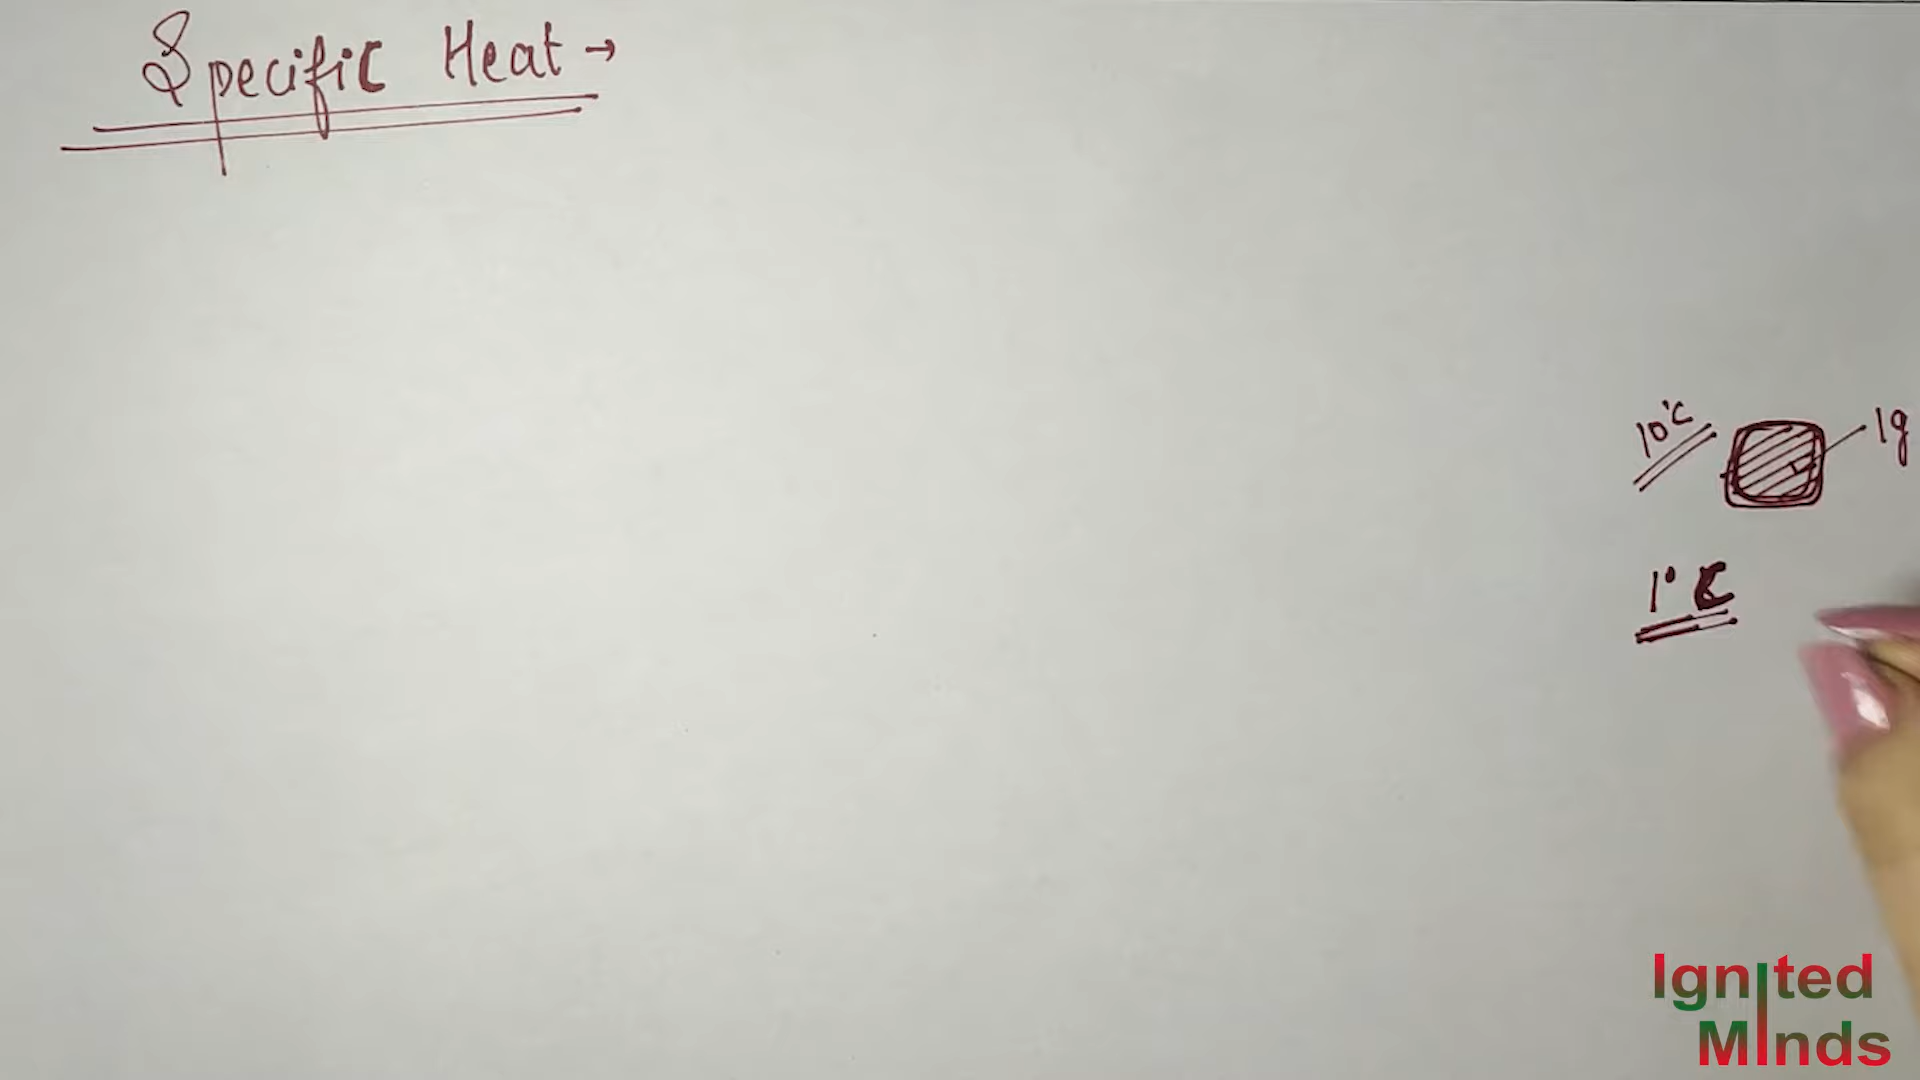 Specific Heat →
10°C
1g
1°C
Ignited
Minds